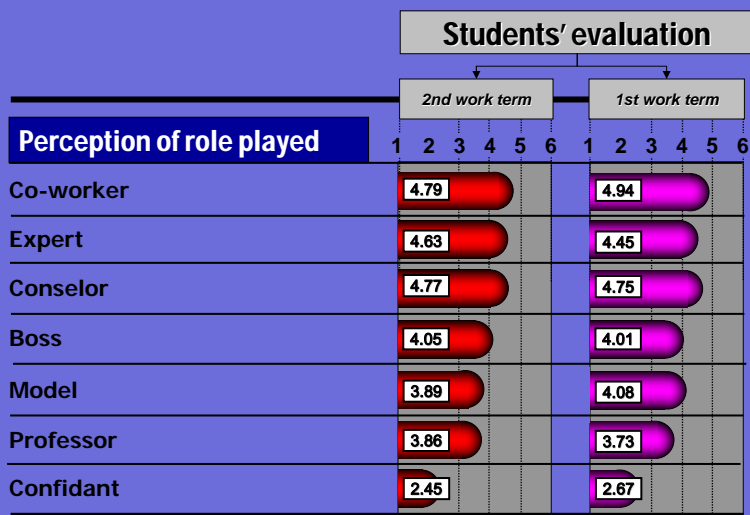 Students' evaluation
2nd work term 1st work term
Perception of role played 1 2 3 4 5 6 1 2 3 4 5 6
Co-worker 4.79 4.94
Expert 4.63 4.45
Conselor 4.77 4.75
Boss 4.05 4.01
Model 3.89 4.08
Professor 3.86 3.73
Confidant 2.45 2.67